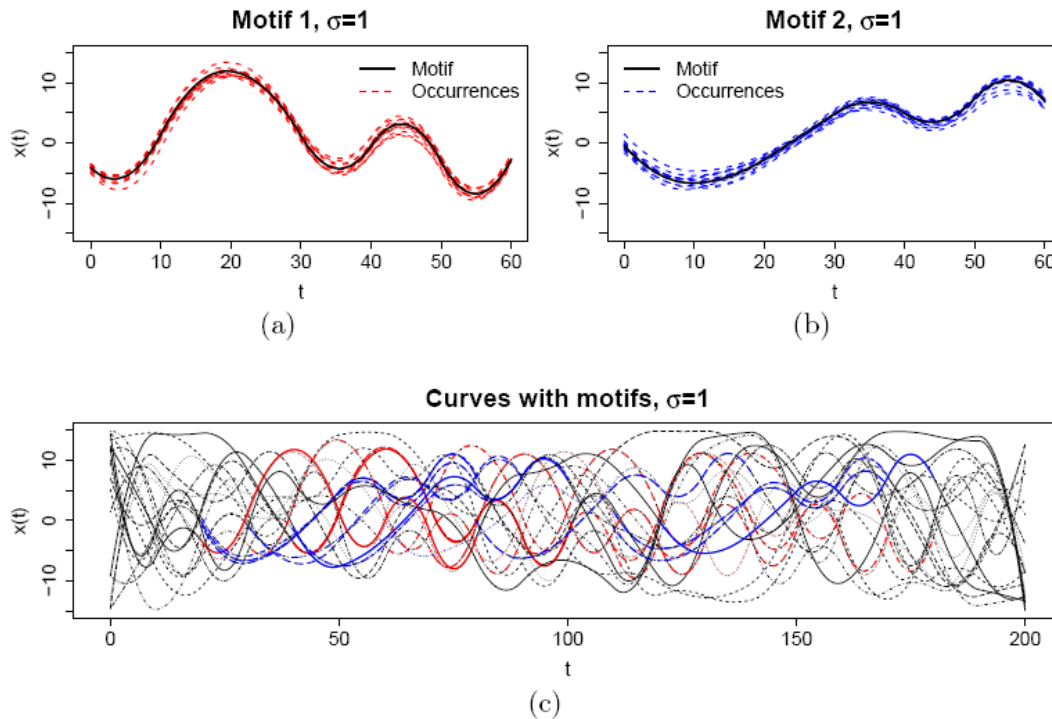 Motif 1, σ=1
Motif
Occurrences
x(t)
10
0
−10
0 10 20 30 40 50 60
t
(a)
Motif 2, σ=1
Motif
Occurrences
x(t)
10
0
−10
0 10 20 30 40 50 60
t
(b)
Curves with motifs, σ=1
x(t)
10
0
−10
0 50 100 150 200
t
(c)